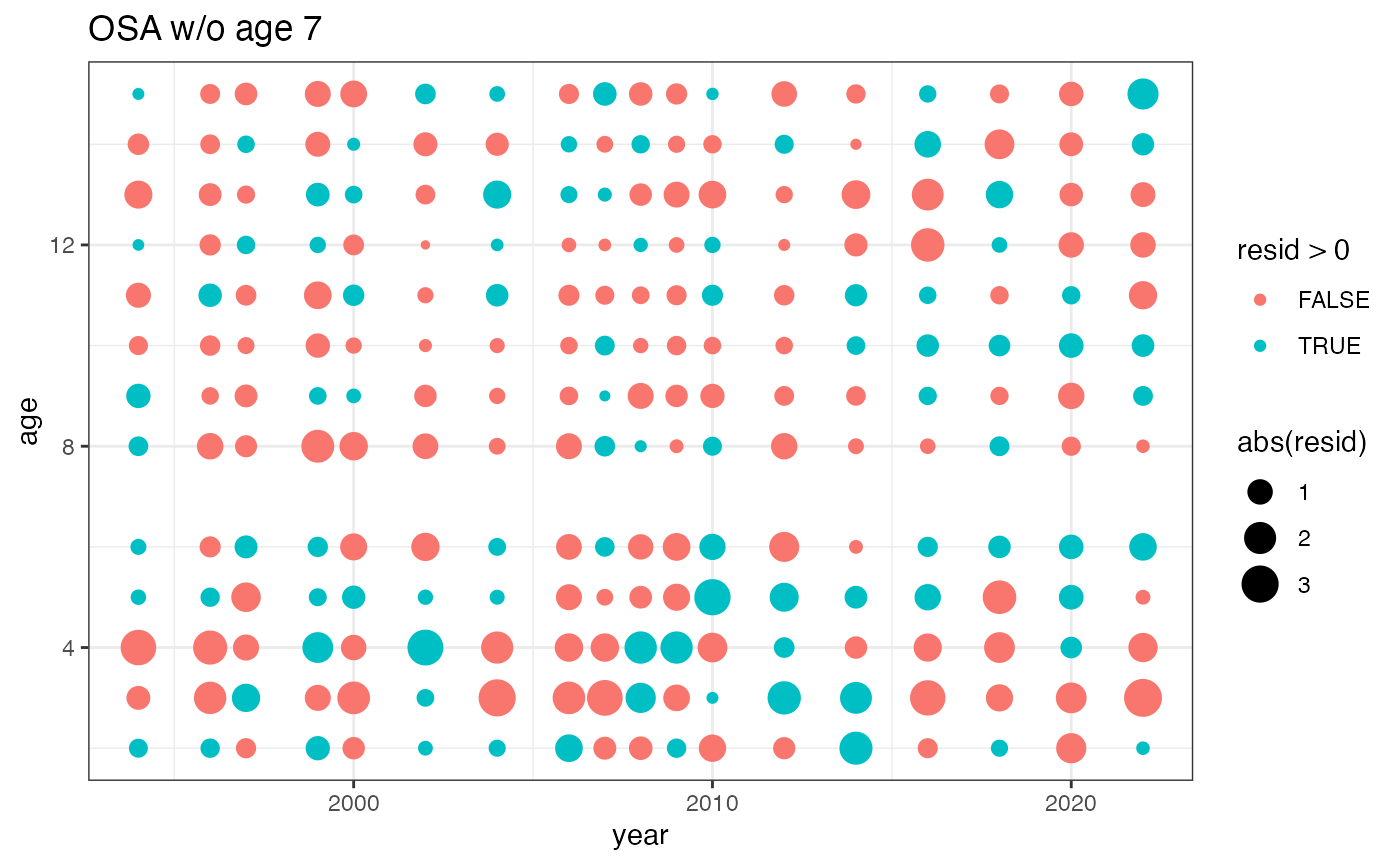 OSA w/o age 7
12
8
4
age
2000 2010 2020
year
resid > 0
FALSE
TRUE
abs(resid)
1
2
3